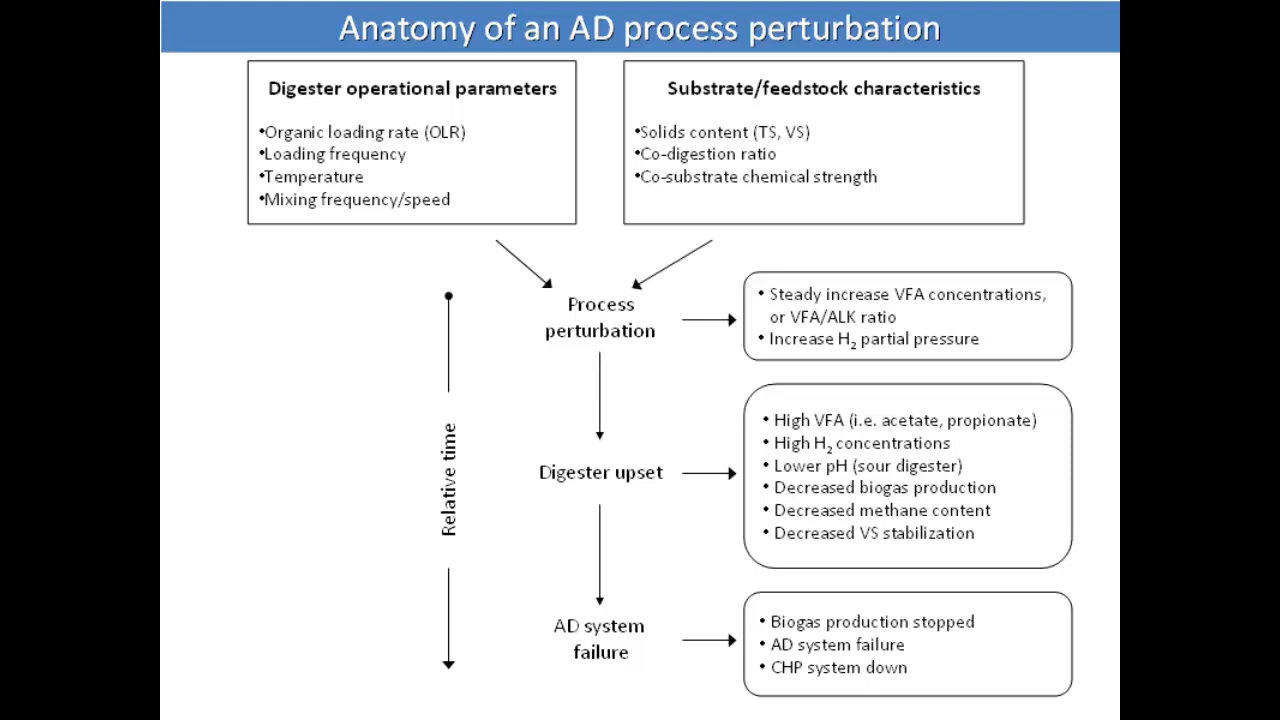 Anatomy of an AD process perturbation
Digester operational parameters
•Organic loading rate (OLR)
•Loading frequency
•Temperature
•Mixing frequency/speed
Substrate/feedstock characteristics
•Solids content (TS, VS)
•Co-digestion ratio
•Co-substrate chemical strength
Relative time
Process
perturbation
• Steady increase VFA concentrations,
or VFA/ALK ratio
• Increase H₂ partial pressure
Digester upset
• High VFA (i.e. acetate, propionate)
• High H₂ concentrations
• Lower pH (sour digester)
• Decreased biogas production
• Decreased methane content
• Decreased VS stabilization
AD system
failure
• Biogas production stopped
• AD system failure
• CHP system down